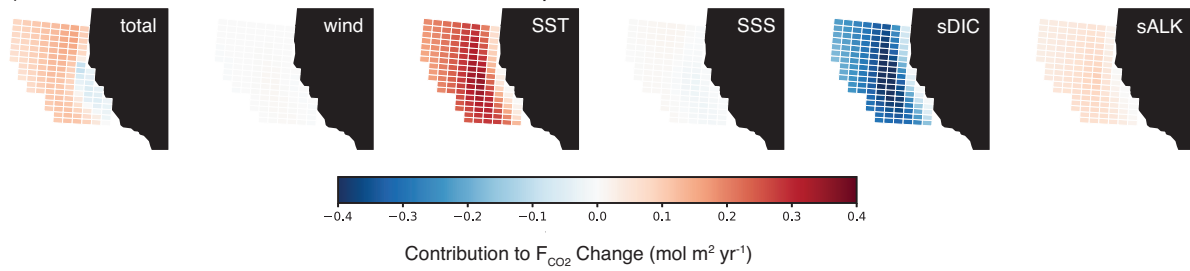 total wind SST SSS sDIC sALK
−0.4 −0.3 −0.2 −0.1 0.0 0.1 0.2 0.3 0.4
Contribution to F_CO2 Change (mol m² yr⁻¹)